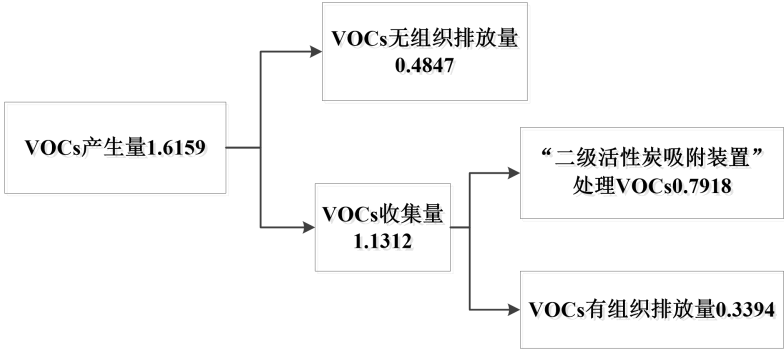 VOCs无组织排放量
0.4847
VOCs产生量1.6159
“二级活性炭吸附装置”
处理VOCs0.7918
VOCs收集量
1.1312
VOCs有组织排放量0.3394